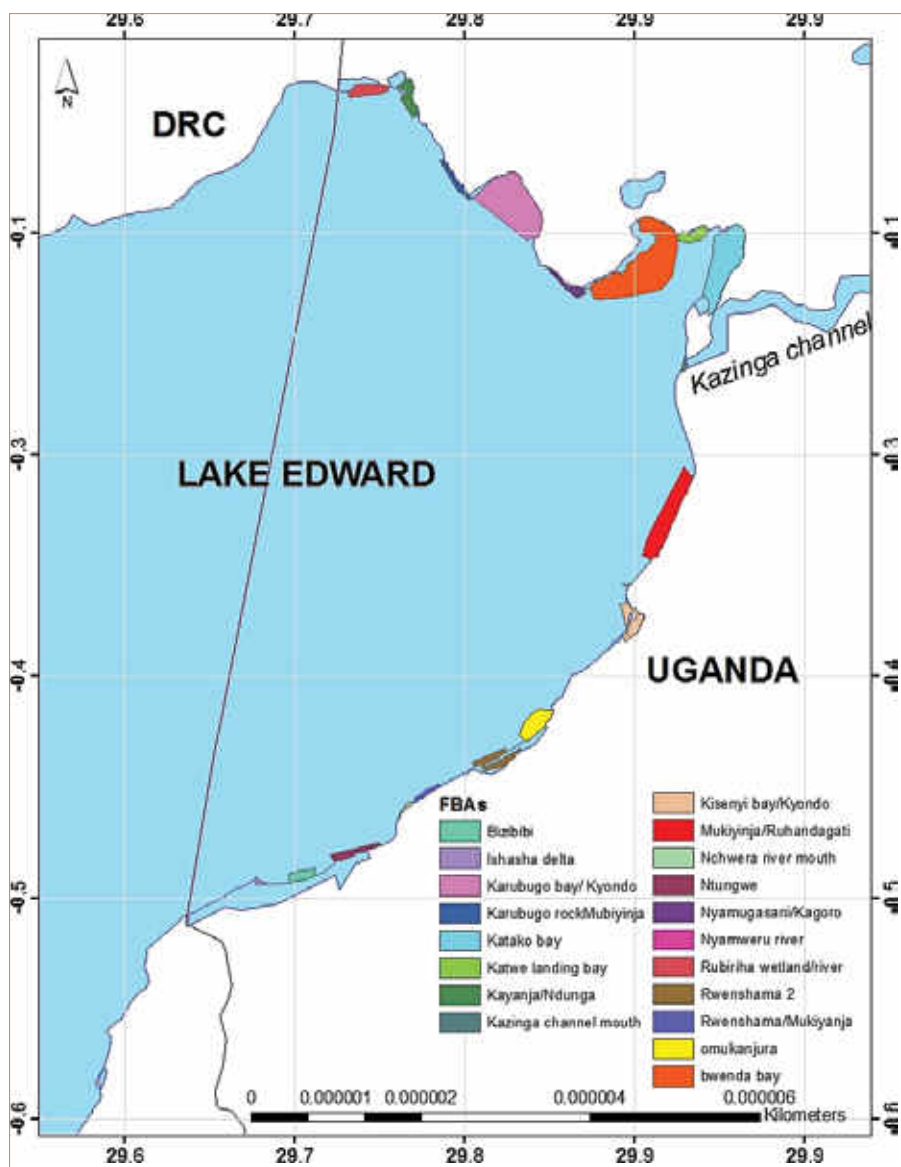 29.6 29.7 29.8 29.9 29.9
N
DRC
-0.1 -0.1
Kazinga channel
-0.3 -0.3
LAKE EDWARD
UGANDA
-0.4 -0.4
FBAs
Bizibibi
Ishasha delta
Karubugo bay/ Kyondo
Karubugo rockMubiyinja
Katako bay
Katwe landing bay
Kayanja/Ndunga
Kazinga channel mouth
Kisenyi bay/Kyondo
Mukiyinja/Ruhandagati
Nchwera river mouth
Ntungwe
Nyamugasani/Kagoro
Nyamweru river
Rubiriha wetland/river
Rwenshama 2
Rwenshama/Mukiyanja
omukanjura
bwenda bay
-0.5 -0.5
0 0.000001 0.000002 0.000004 0.000006
Kilometers
-0.6 -0.6
29.6 29.7 29.8 29.9 29.9